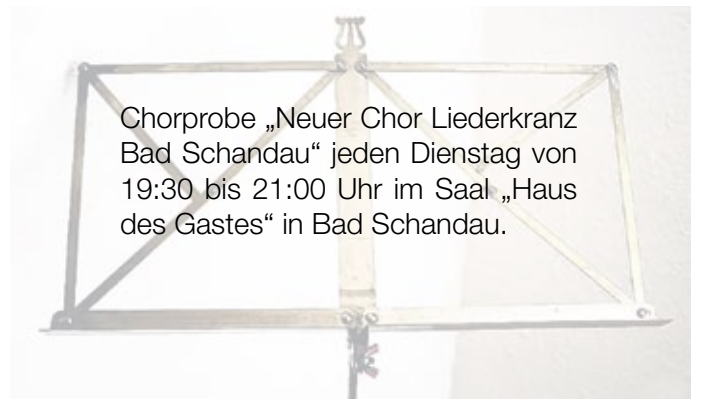 Chorprobe „Neuer Chor Liederkranz
Bad Schandau“ jeden Dienstag von
19:30 bis 21:00 Uhr im Saal „Haus
des Gastes“ in Bad Schandau.